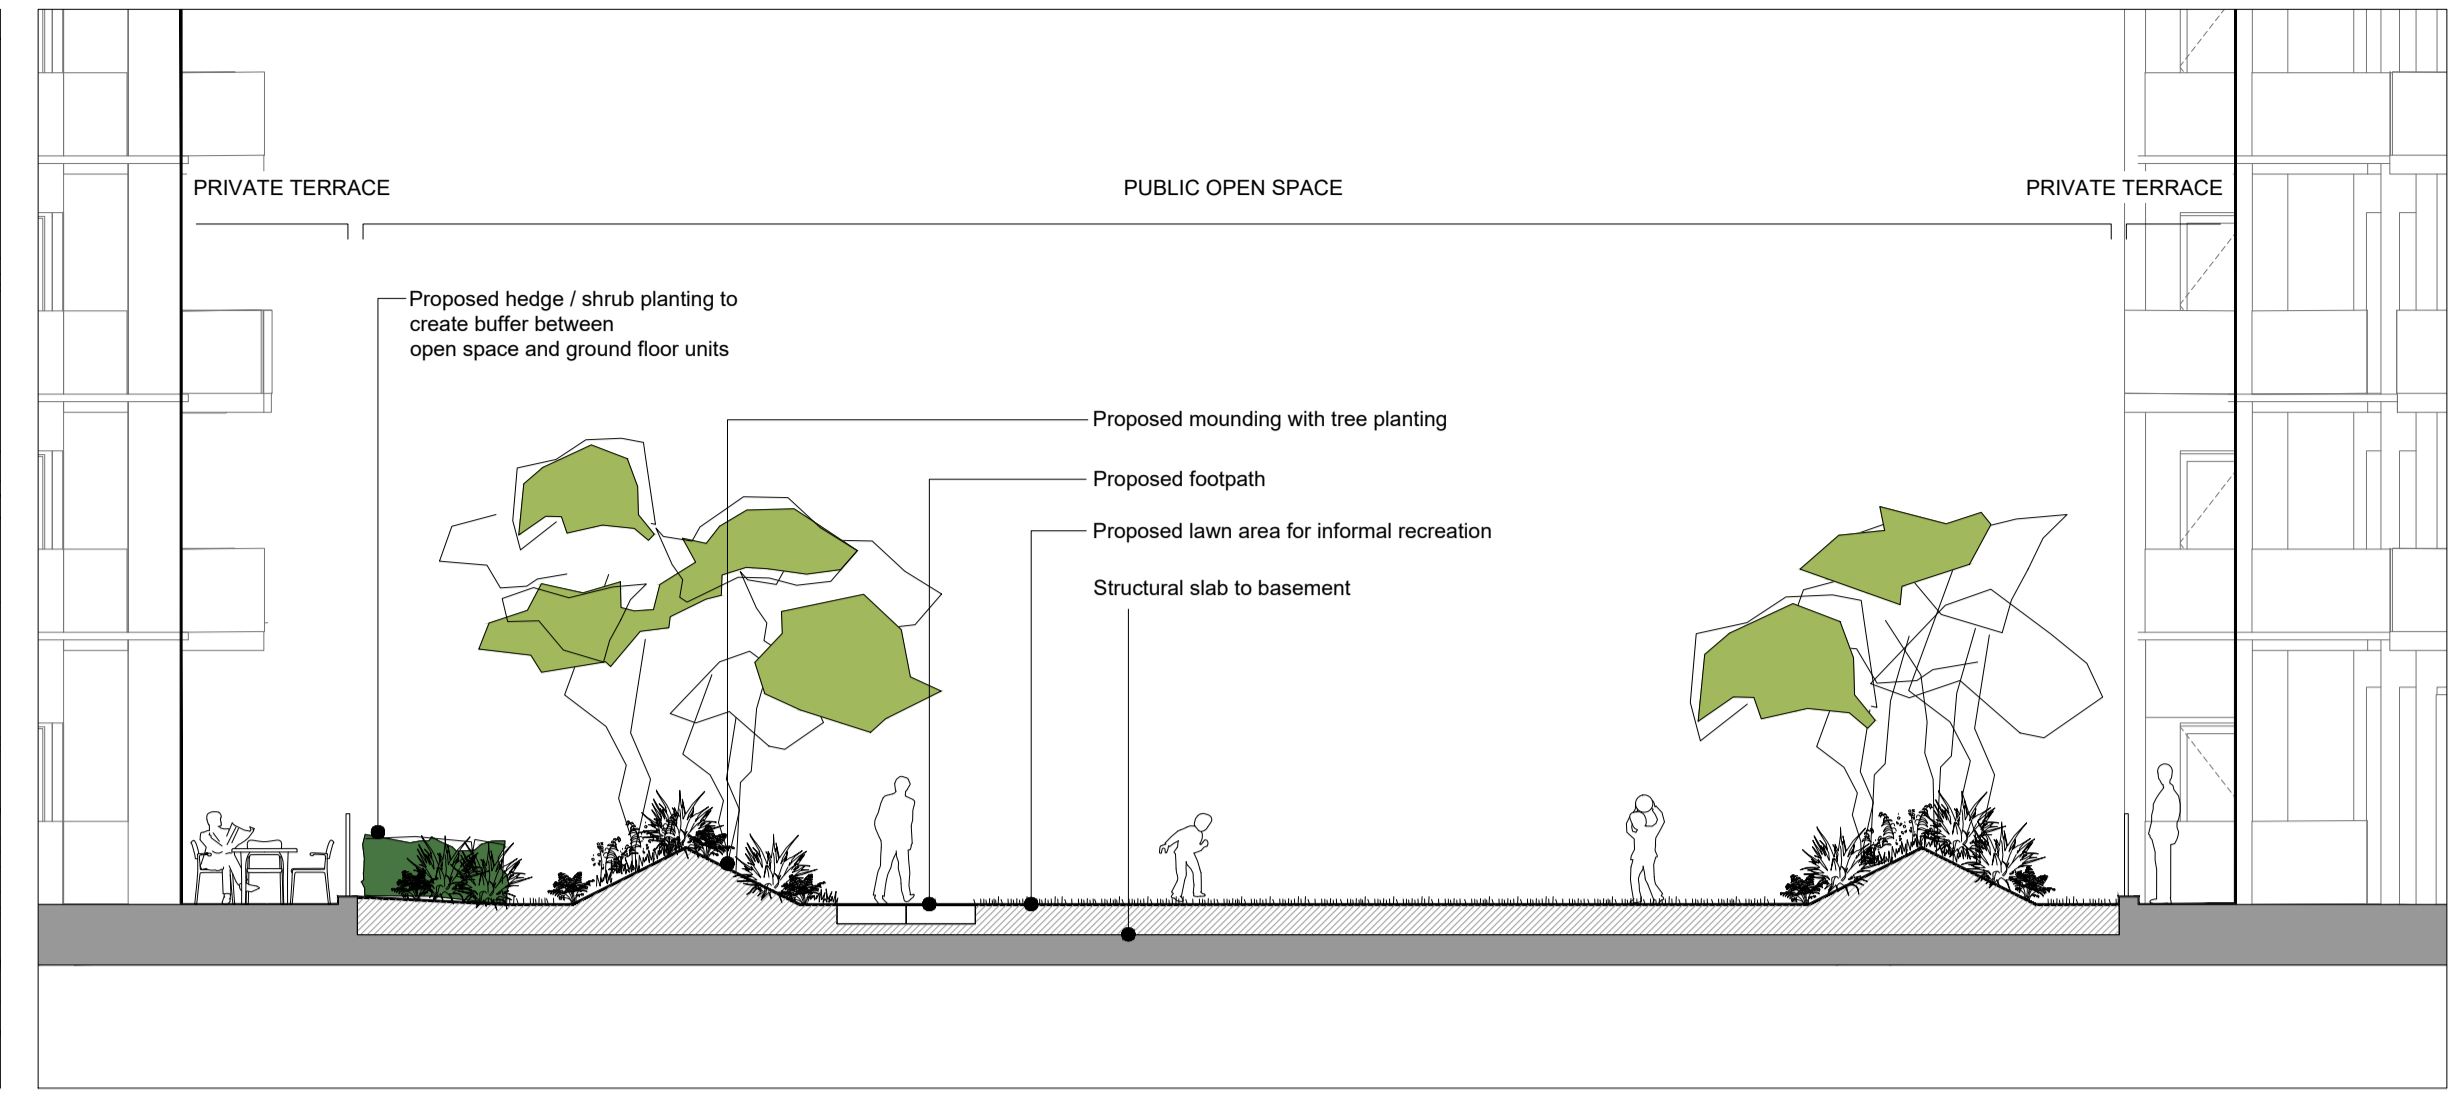 PRIVATE TERRACE
PUBLIC OPEN SPACE
PRIVATE TERRACE
Proposed hedge / shrub planting to
create buffer between
open space and ground floor units
Proposed mounding with tree planting
Proposed footpath
Proposed lawn area for informal recreation
Structural slab to basement